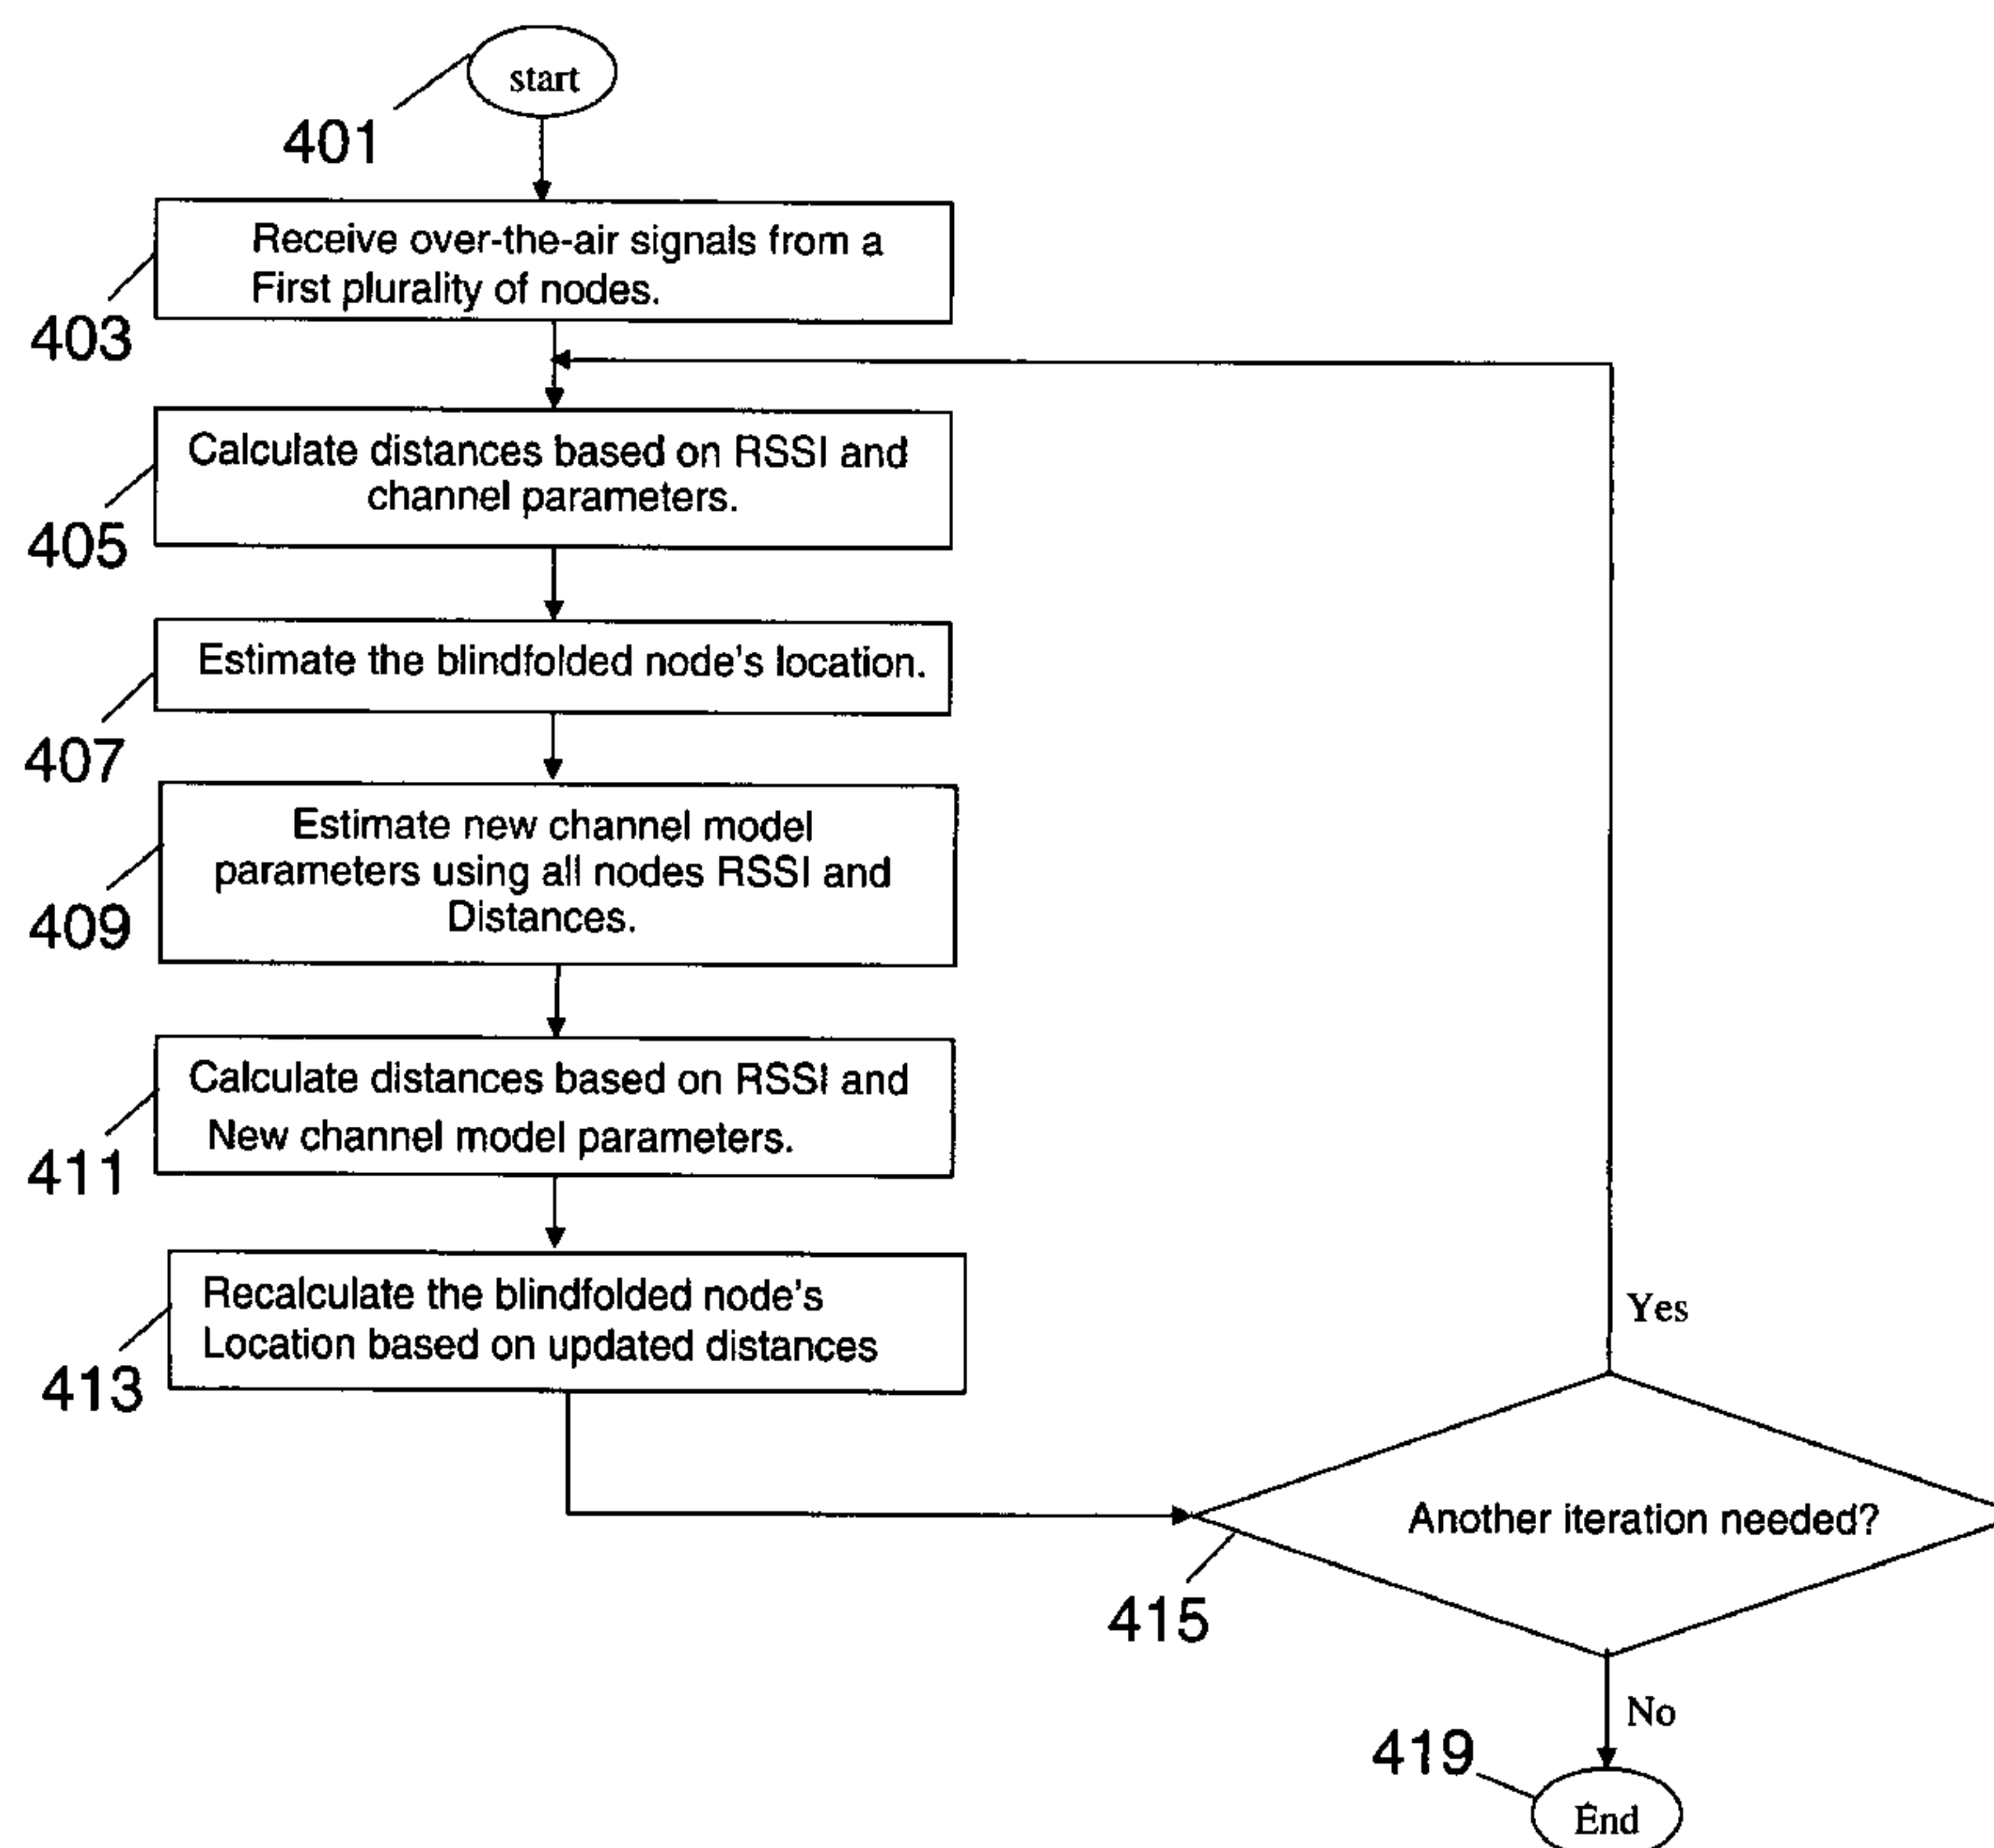 start
401
Receive over-the-air signals from a
First plurality of nodes.
403
Calculate distances based on RSSI and
channel parameters.
405
Estimate the blindfolded node's location.
407
Estimate new channel model
parameters using all nodes RSSI and
Distances.
409
Calculate distances based on RSSI and
New channel model parameters.
411
Recalculate the blindfolded node's
Location based on updated distances
413
Yes
Another iteration needed?
415
No
419
End